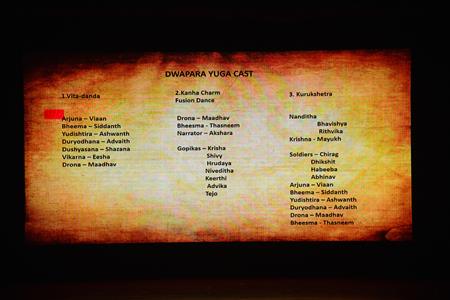 DWAPARA YUGA CAST
1.Vita-danda
Arjuna – Viaan
Bheema – Siddanth
Yudistira – Ashwanth
Duryodhana – Advaith
Dushyasana – Shazana
Vikarna – Eesha
Drona – Maadhav
2.Kanha Charm
Fusion Dance
Drona – Maadhav
Bheesma - Thasneem
Narrator – Akshara
Gopikas – Krisha
Shivy
Hrudaya
Niveditha
Keerthi
Advika
Tejo
3. Kurukshetra
Nanditha
Bhavishya
Rithvika
Krishna - Mayukh
Soldiers – Chirag
Dhikshit
Habeeba
Abhinav
Arjuna – Viaan
Bheema – Siddanth
Yudistira – Ashwanth
Duryodhana – Advaith
Drona – Maadhav
Bheesma - Thasneem